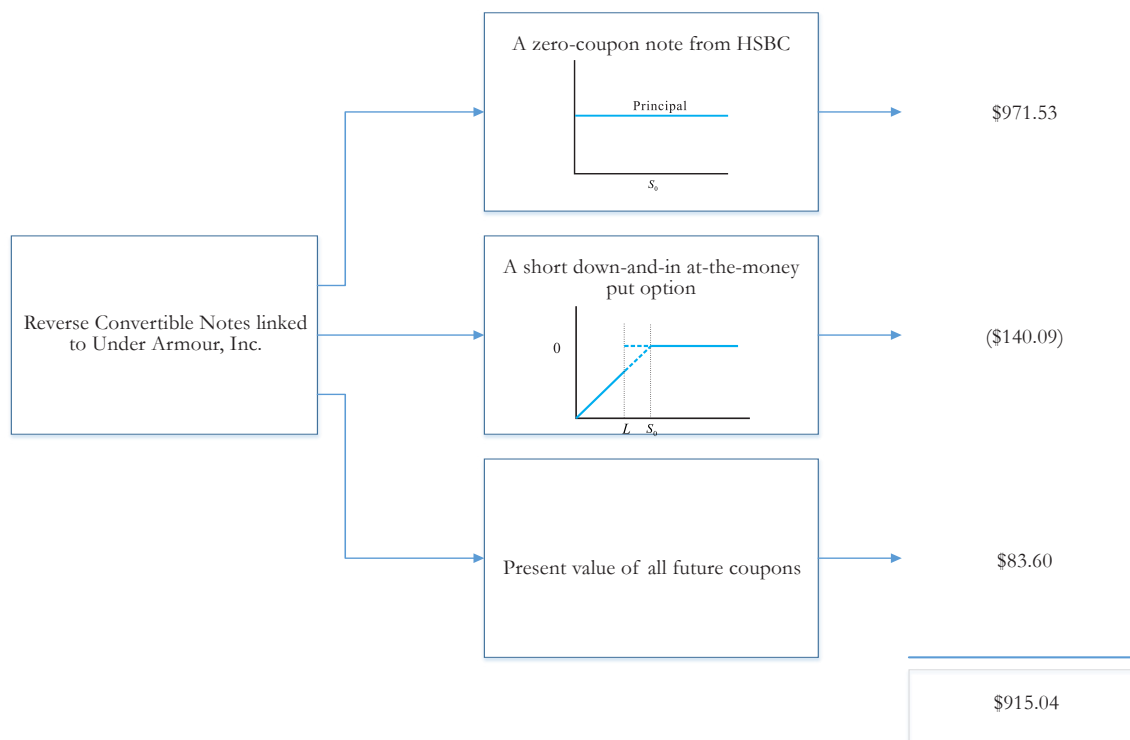 A zero-coupon note from HSBC
Principal
S₀
$971.53
Reverse Convertible Notes linked
to Under Armour, Inc.
A short down-and-in at-the-money
put option
0
L S₀
($140.09)
Present value of all future coupons
$83.60
$915.04